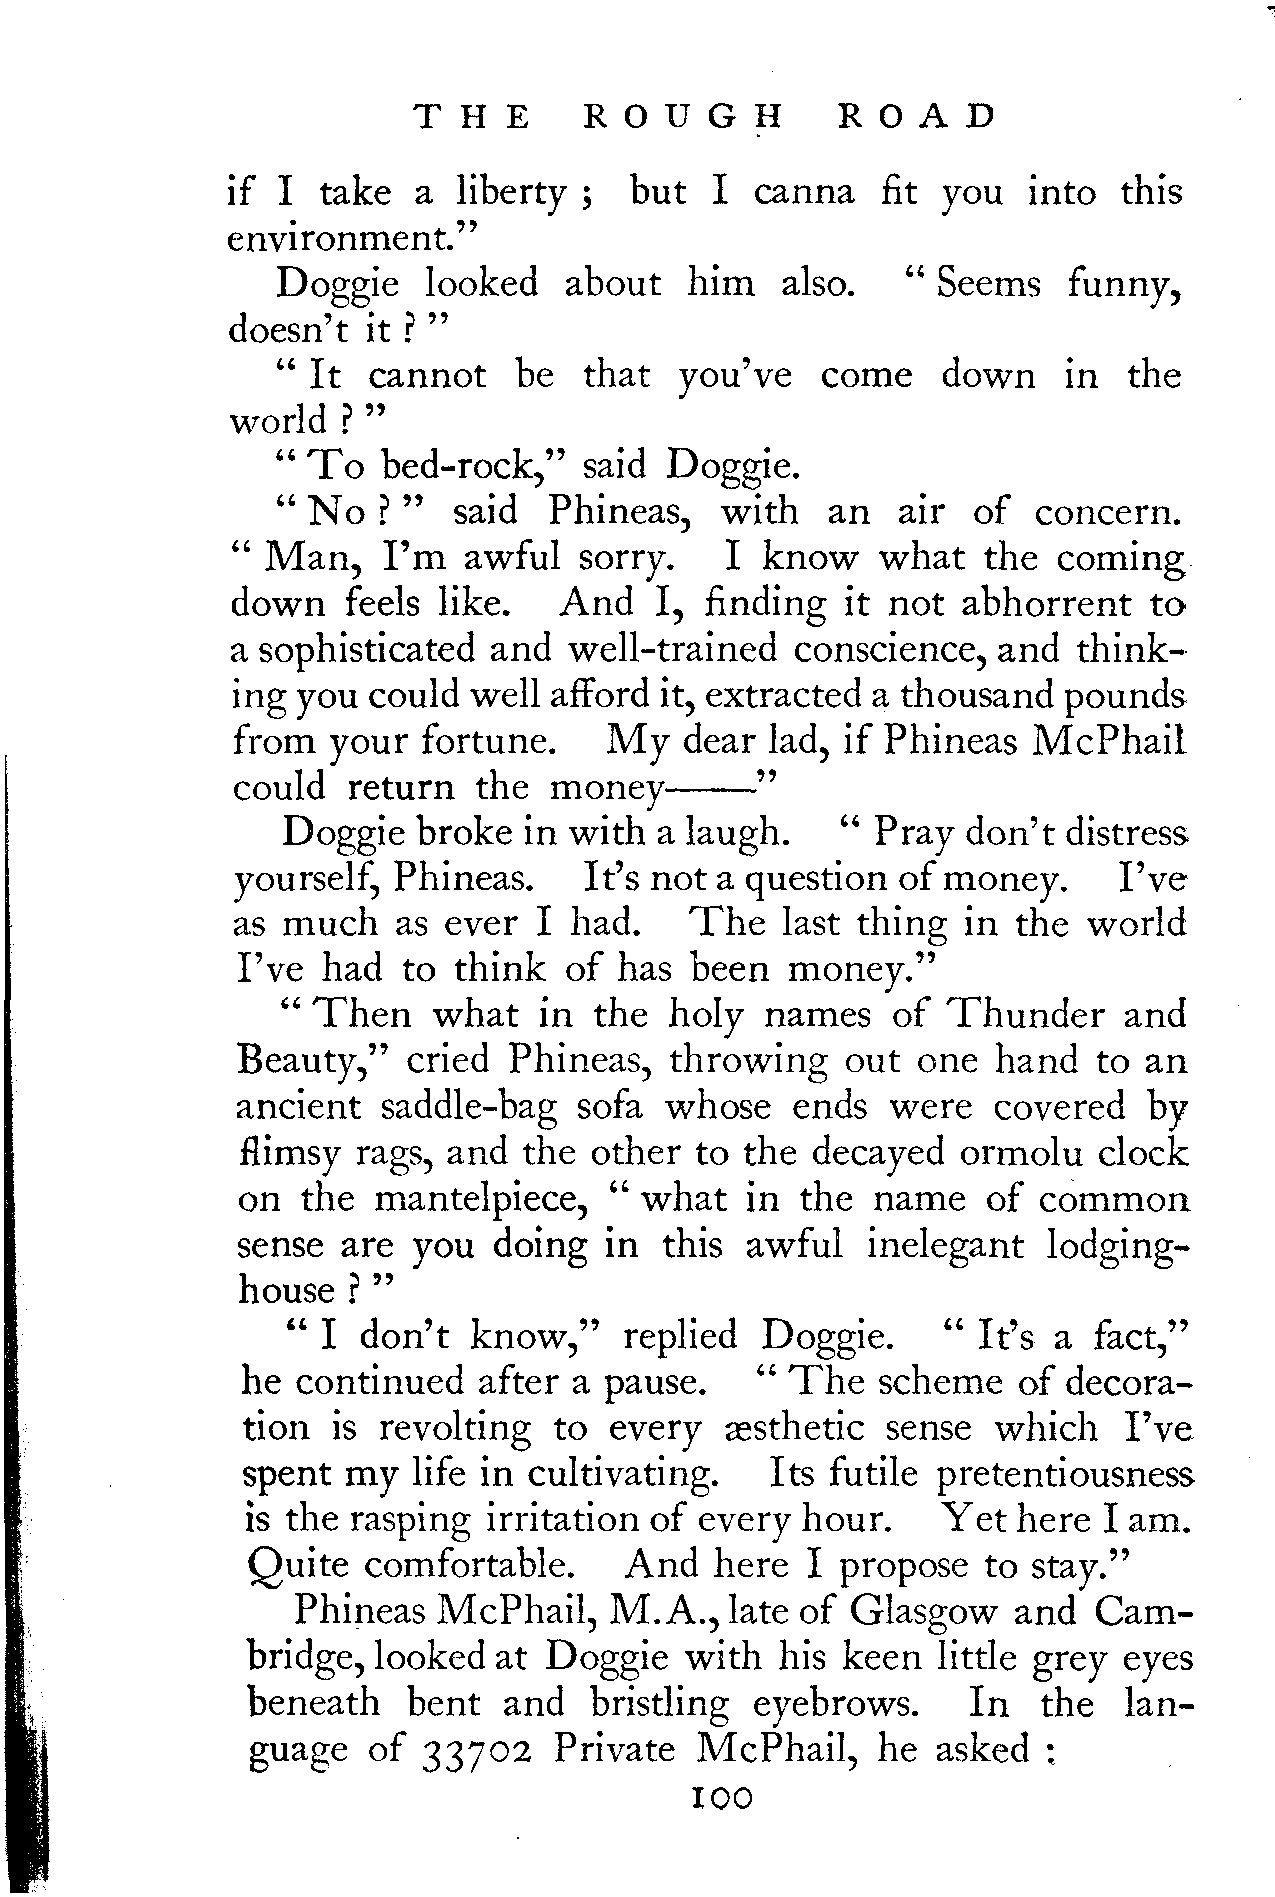 THE ROUGH ROAD
if I take a liberty ; but I canna fit you into this
environment."
Doggie looked about him also. " Seems funny,
doesn't it ? "
" It cannot be that you've come down in the
world ? "
" To bed-rock," said Doggie.
" No ? " said Phineas, with an air of concern.
" Man, I'm awful sorry. I know what the coming
down feels like. And I, finding it not abhorrent to
a sophisticated and well-trained conscience, and think-
ing you could well afford it, extracted a thousand pounds
from your fortune. My dear lad, if Phineas McPhail
could return the money——"
Doggie broke in with a laugh. " Pray don't distress
yourself, Phineas. It's not a question of money. I've
as much as ever I had. The last thing in the world
I've had to think of has been money."
" Then what in the holy names of Thunder and
Beauty," cried Phineas, throwing out one hand to an
ancient saddle-bag sofa whose ends were covered by
flimsy rags, and the other to the decayed ormolu clock
on the mantelpiece, " what in the name of common
sense are you doing in this awful inelegant lodging-
house ? "
" I don't know," replied Doggie. " It's a fact,"
he continued after a pause. " The scheme of decora-
tion is revolting to every æsthetic sense which I've
spent my life in cultivating. Its futile pretentiousness
is the rasping irritation of every hour. Yet here I am.
Quite comfortable. And here I propose to stay."
Phineas McPhail, M.A., late of Glasgow and Cam-
bridge, looked at Doggie with his keen little grey eyes
beneath bent and bristling eyebrows. In the lan-
guage of 33702 Private McPhail, he asked :
100